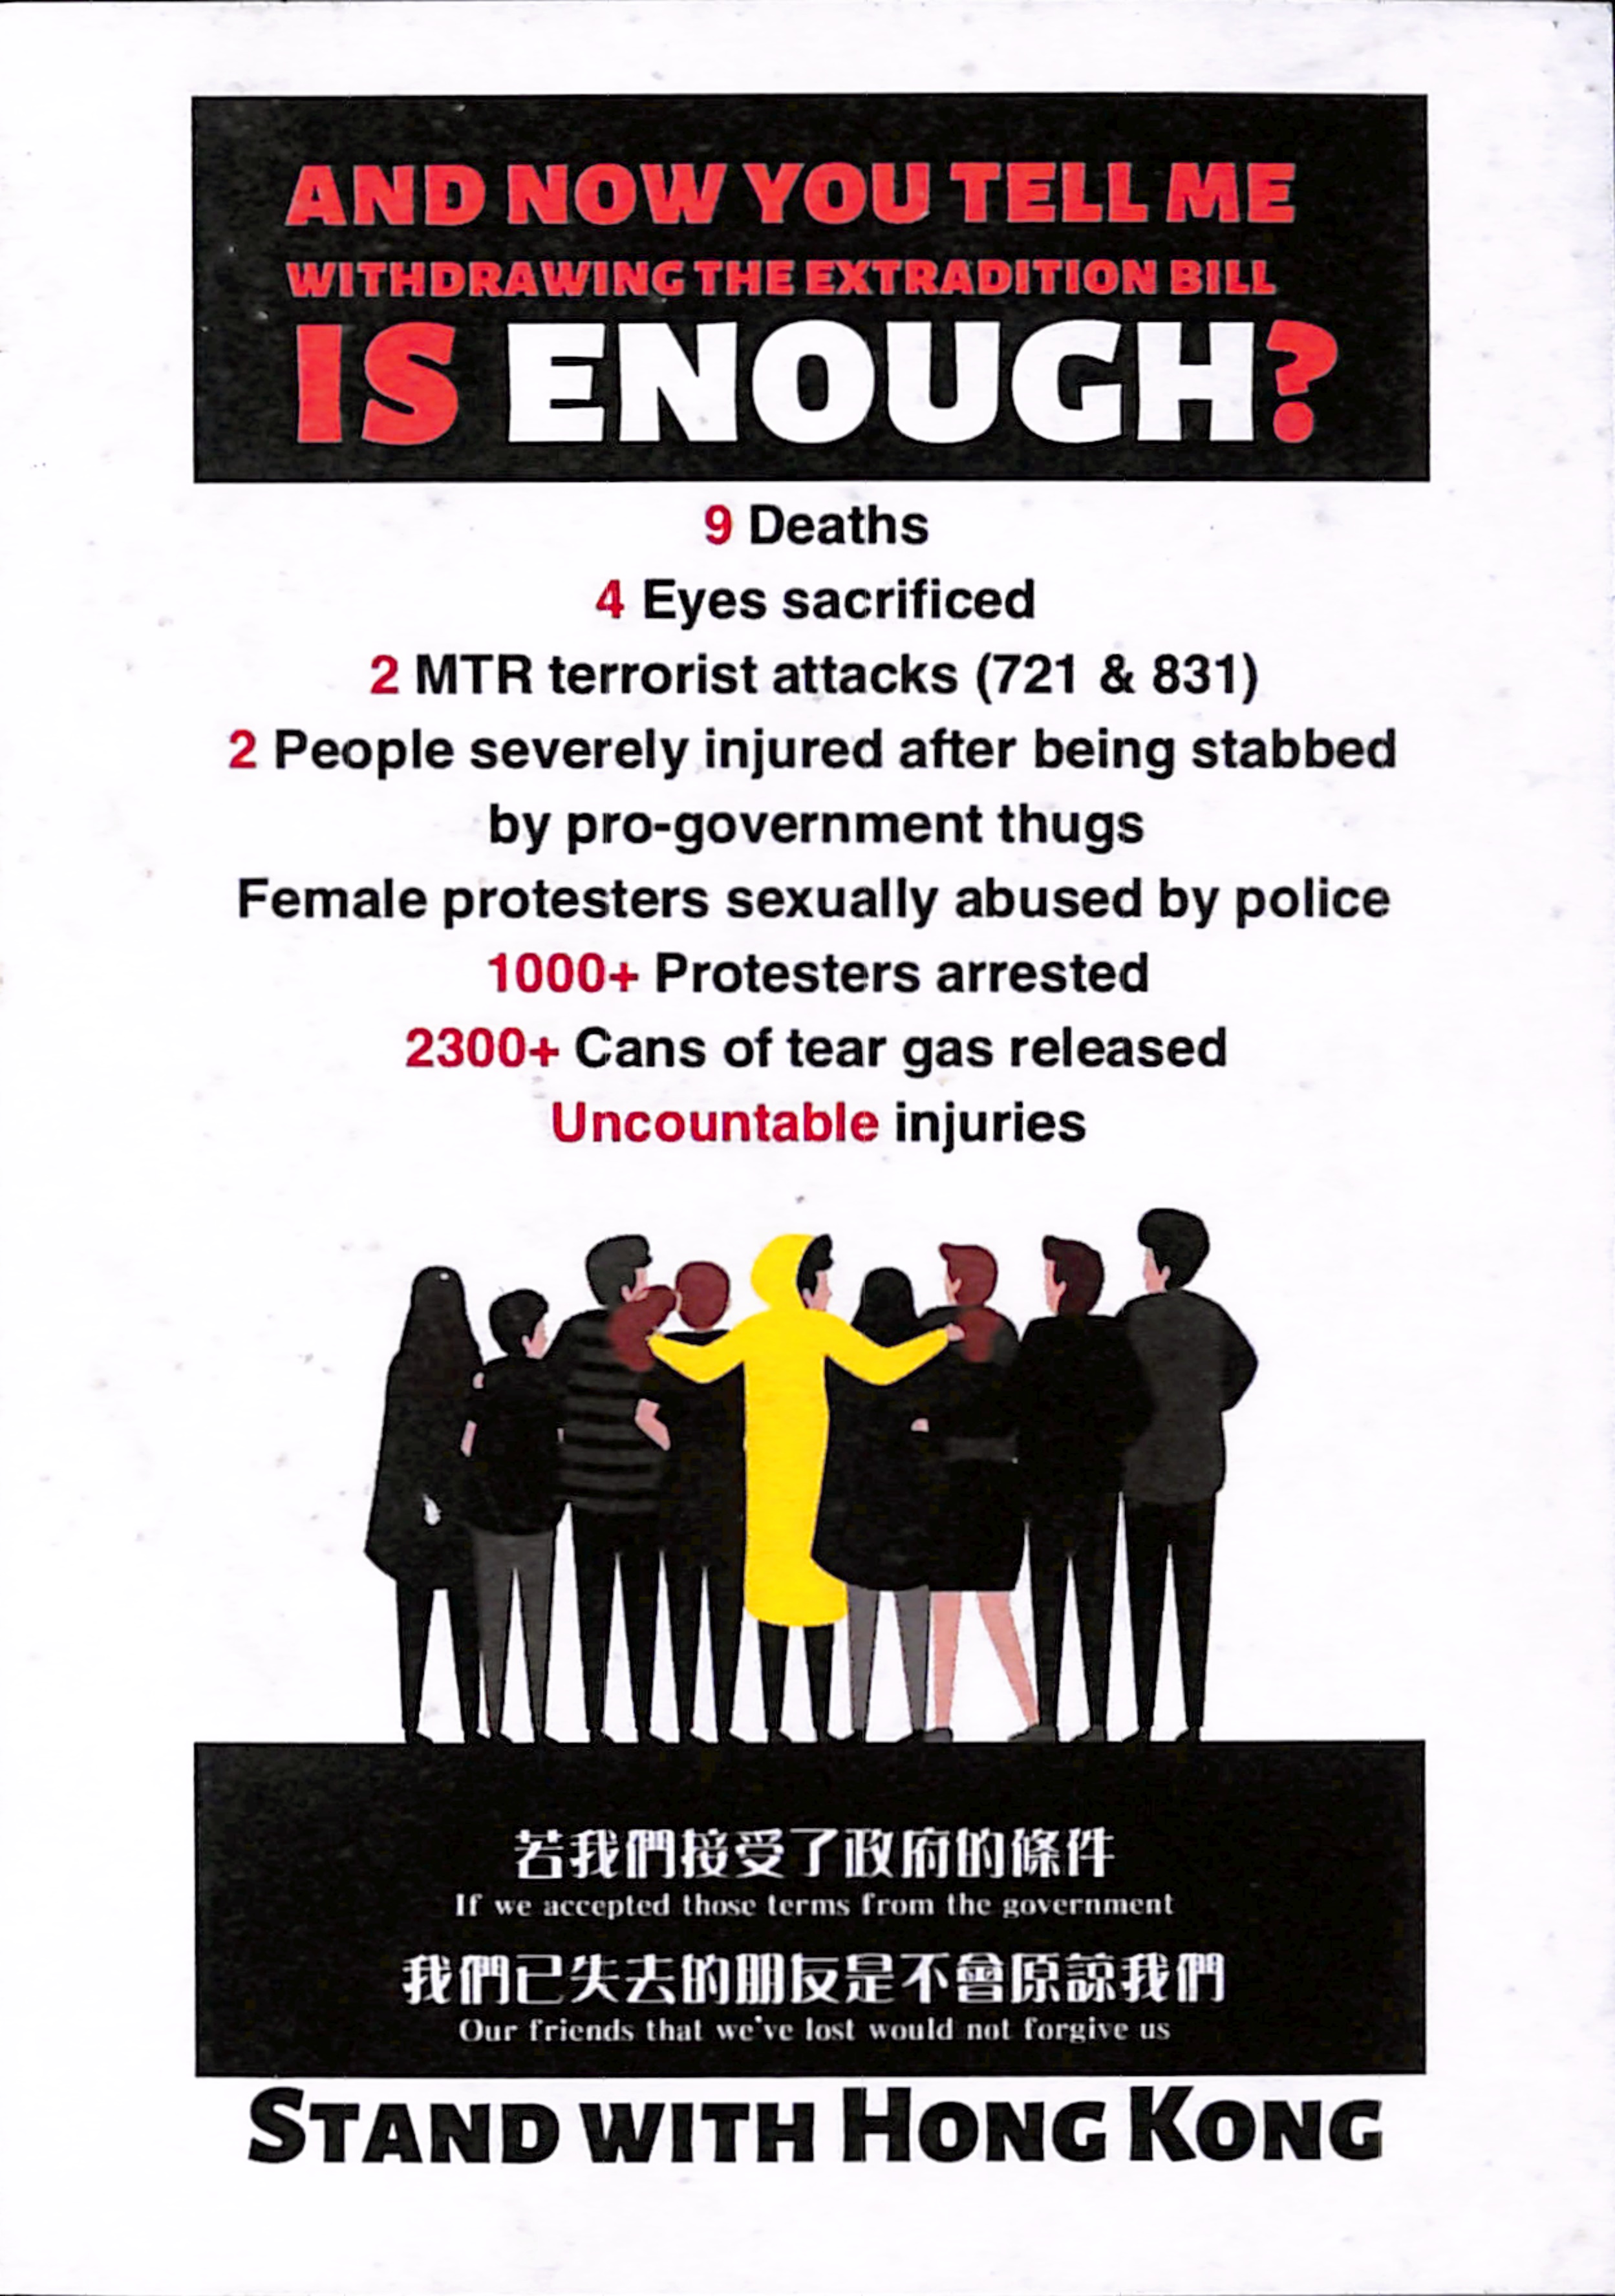 AND NOW YOU TELL ME
WITHDRAWING THE EXTRADITION BILL
IS ENOUGH?
9 Deaths
4 Eyes sacrificed
2 MTR terrorist attacks (721 & 831)
2 People severely injured after being stabbed
by pro-government thugs
Female protesters sexually abused by police
1000+ Protesters arrested
2300+ Cans of tear gas released
Uncountable injuries
若我們接受了政府的條件
If we accepted those terms from the government
我們已失去的朋友是不會原諒我們
Our friends that we've lost would not forgive us
STAND WITH HONG KONG